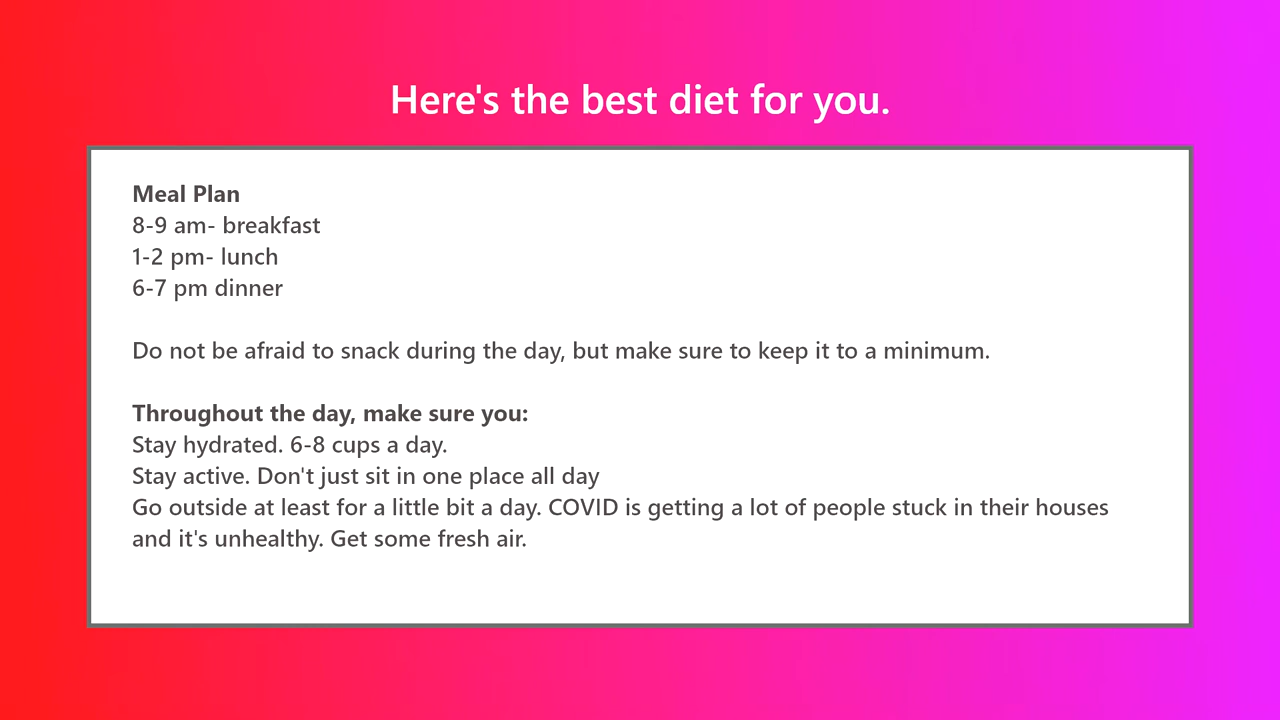 Here's the best diet for you.
Meal Plan
8-9 am- breakfast
1-2 pm- lunch
6-7 pm dinner
Do not be afraid to snack during the day, but make sure to keep it to a minimum.
Throughout the day, make sure you:
Stay hydrated. 6-8 cups a day.
Stay active. Don't just sit in one place all day
Go outside at least for a little bit a day. COVID is getting a lot of people stuck in their houses
and it's unhealthy. Get some fresh air.